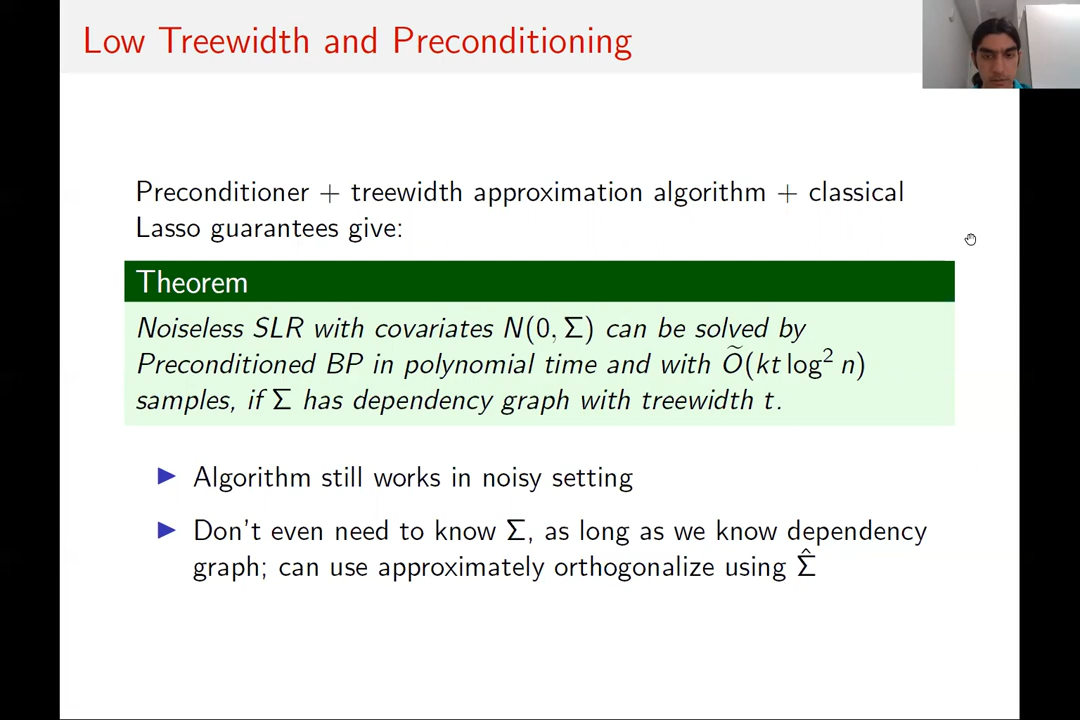 Low Treewidth and Preconditioning
Preconditioner + treewidth approximation algorithm + classical
Lasso guarantees give:
Theorem
Noiseless SLR with covariates N(0, Σ) can be solved by
Preconditioned BP in polynomial time and with Õ(kt log² n)
samples, if Σ has dependency graph with treewidth t.
▶ Algorithm still works in noisy setting
▶ Don't even need to know Σ, as long as we know dependency
graph; can use approximately orthogonalize using Σ̂